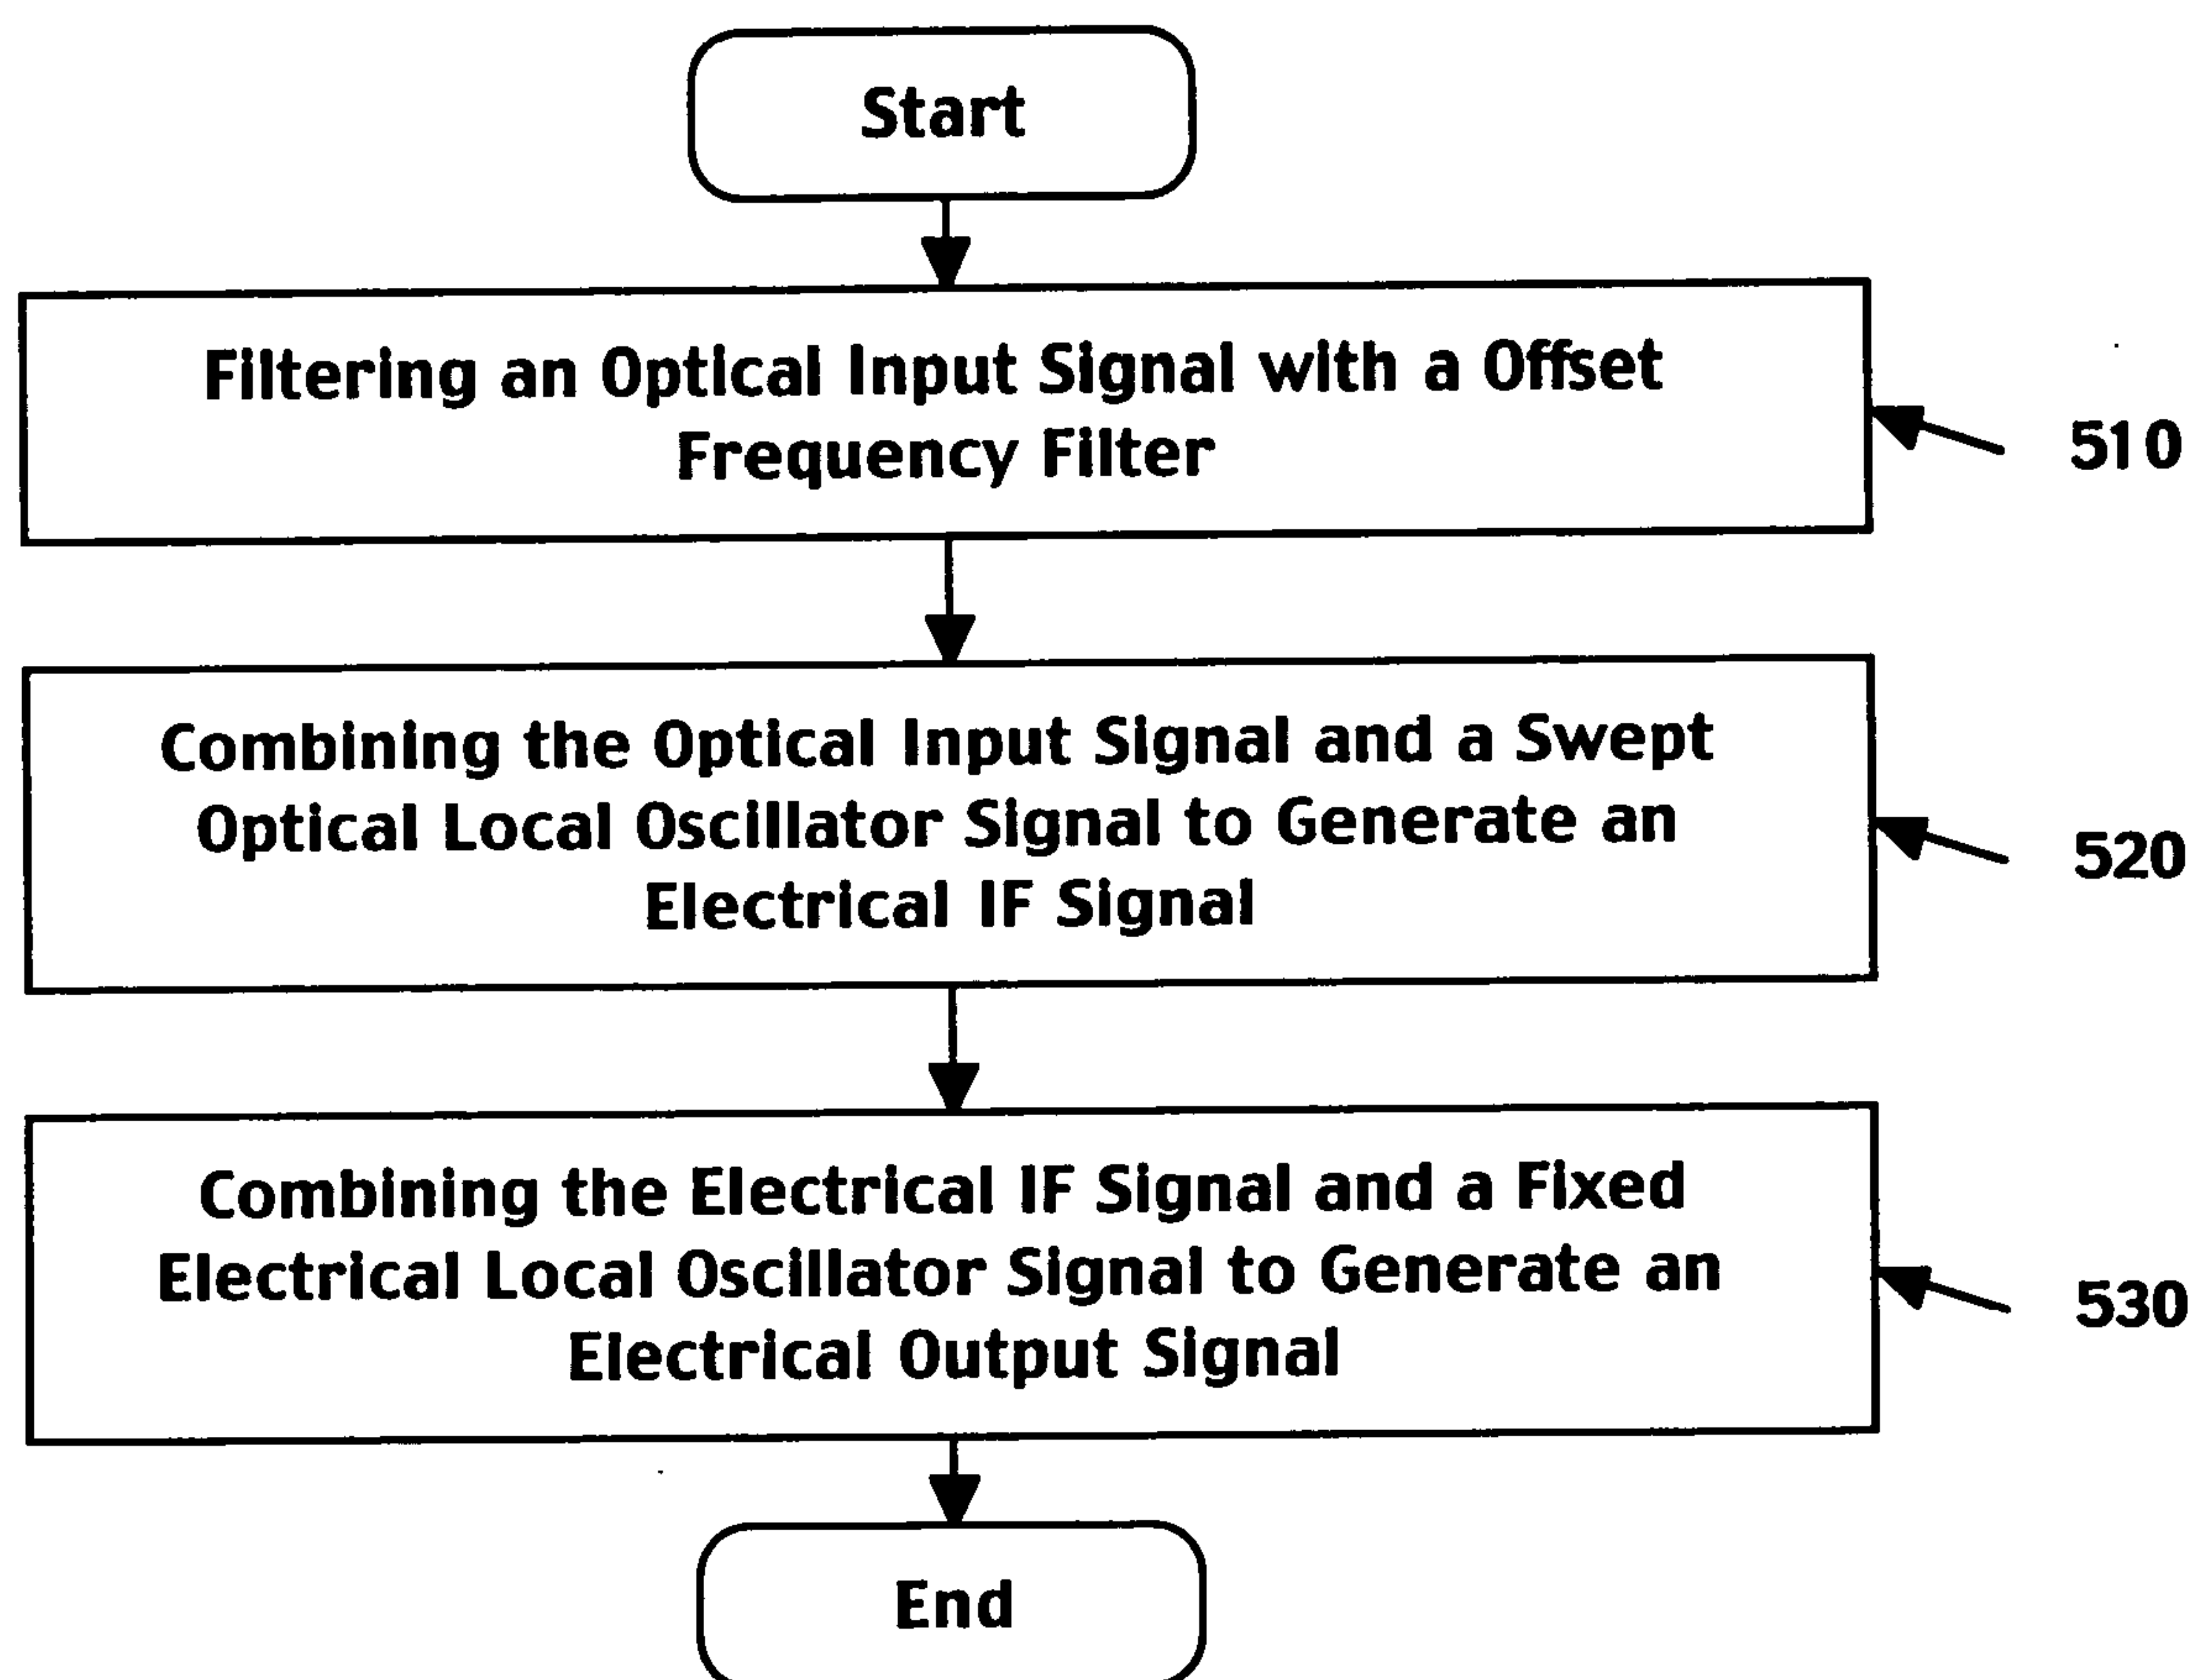 Start
Filtering an Optical Input Signal with a Offset
Frequency Filter
510
Combining the Optical Input Signal and a Swept
Optical Local Oscillator Signal to Generate an
Electrical IF Signal
520
Combining the Electrical IF Signal and a Fixed
Electrical Local Oscillator Signal to Generate an
Electrical Output Signal
530
End